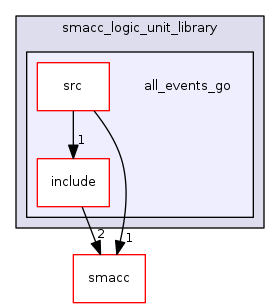 smacc_logic_unit_library
src
all_events_go
1
include
2
1
smacc